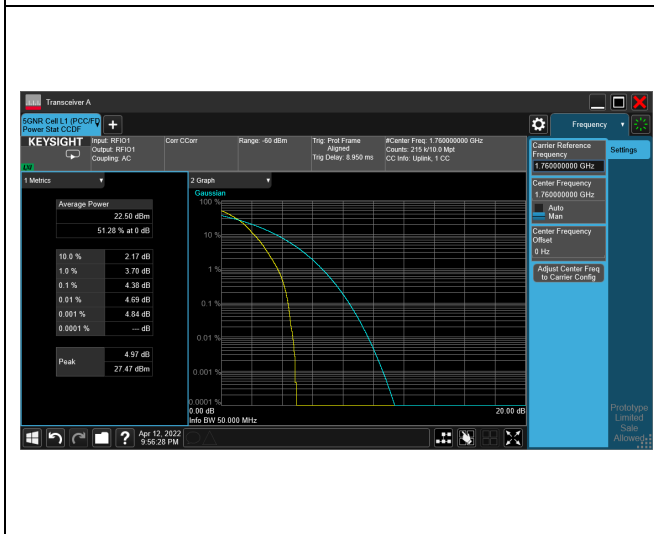 Transceiver A
5GNR Cell L1 (PCC/FD
Power Stat CCDF
Frequency
KEYSIGHT
Input: RFIO1
Output: RFIO1
Coupling: AC
Corr CCorr
Range: -60 dBm
Trig: Prot Frame
Aligned
Trig Delay: 8.950 ms
#Center Freq: 1.760000000 GHz
Counts: 215 k/10.0 Mpt
CC Info: Uplink, 1 CC
1 Metrics
Average Power
22.50 dBm
51.28 % at 0 dB
10.0 % 2.17 dB
1.0 % 3.70 dB
0.1 % 4.38 dB
0.01 % 4.69 dB
0.001 % 4.84 dB
0.0001 % --- dB
Peak
4.97 dB
27.47 dBm
2 Graph
Gaussian
100 %
10 %
1 %
0.1 %
0.01 %
0.001 %
0.0001 %
0.00 dB 20.00 dB
Info BW 50.000 MHz
Carrier Reference
Frequency
1.760000000 GHz
Center Frequency
1.760000000 GHz
Auto
Man
Center Frequency
Offset
0 Hz
Adjust Center Freq
to Carrier Config
Settings
Prototype
Limited
Sale
Allowed
Apr 12, 2022
9:56:28 PM